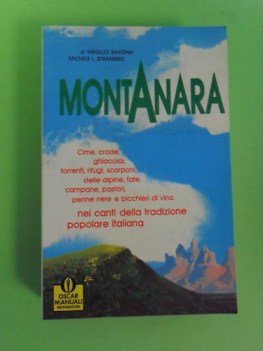 A. VIRGILIO SAVONA
MICHELE L. STRANIERO
MONTANARA
Cime, crode,
ghiacciai,
torrenti, rifugi, scarponi,
stelle alpine, fate,
campane, pastori,
penne nere e bicchieri di vino
nei canti della tradizione
popolare italiana
OSCAR
MANUALI
MONDADORI